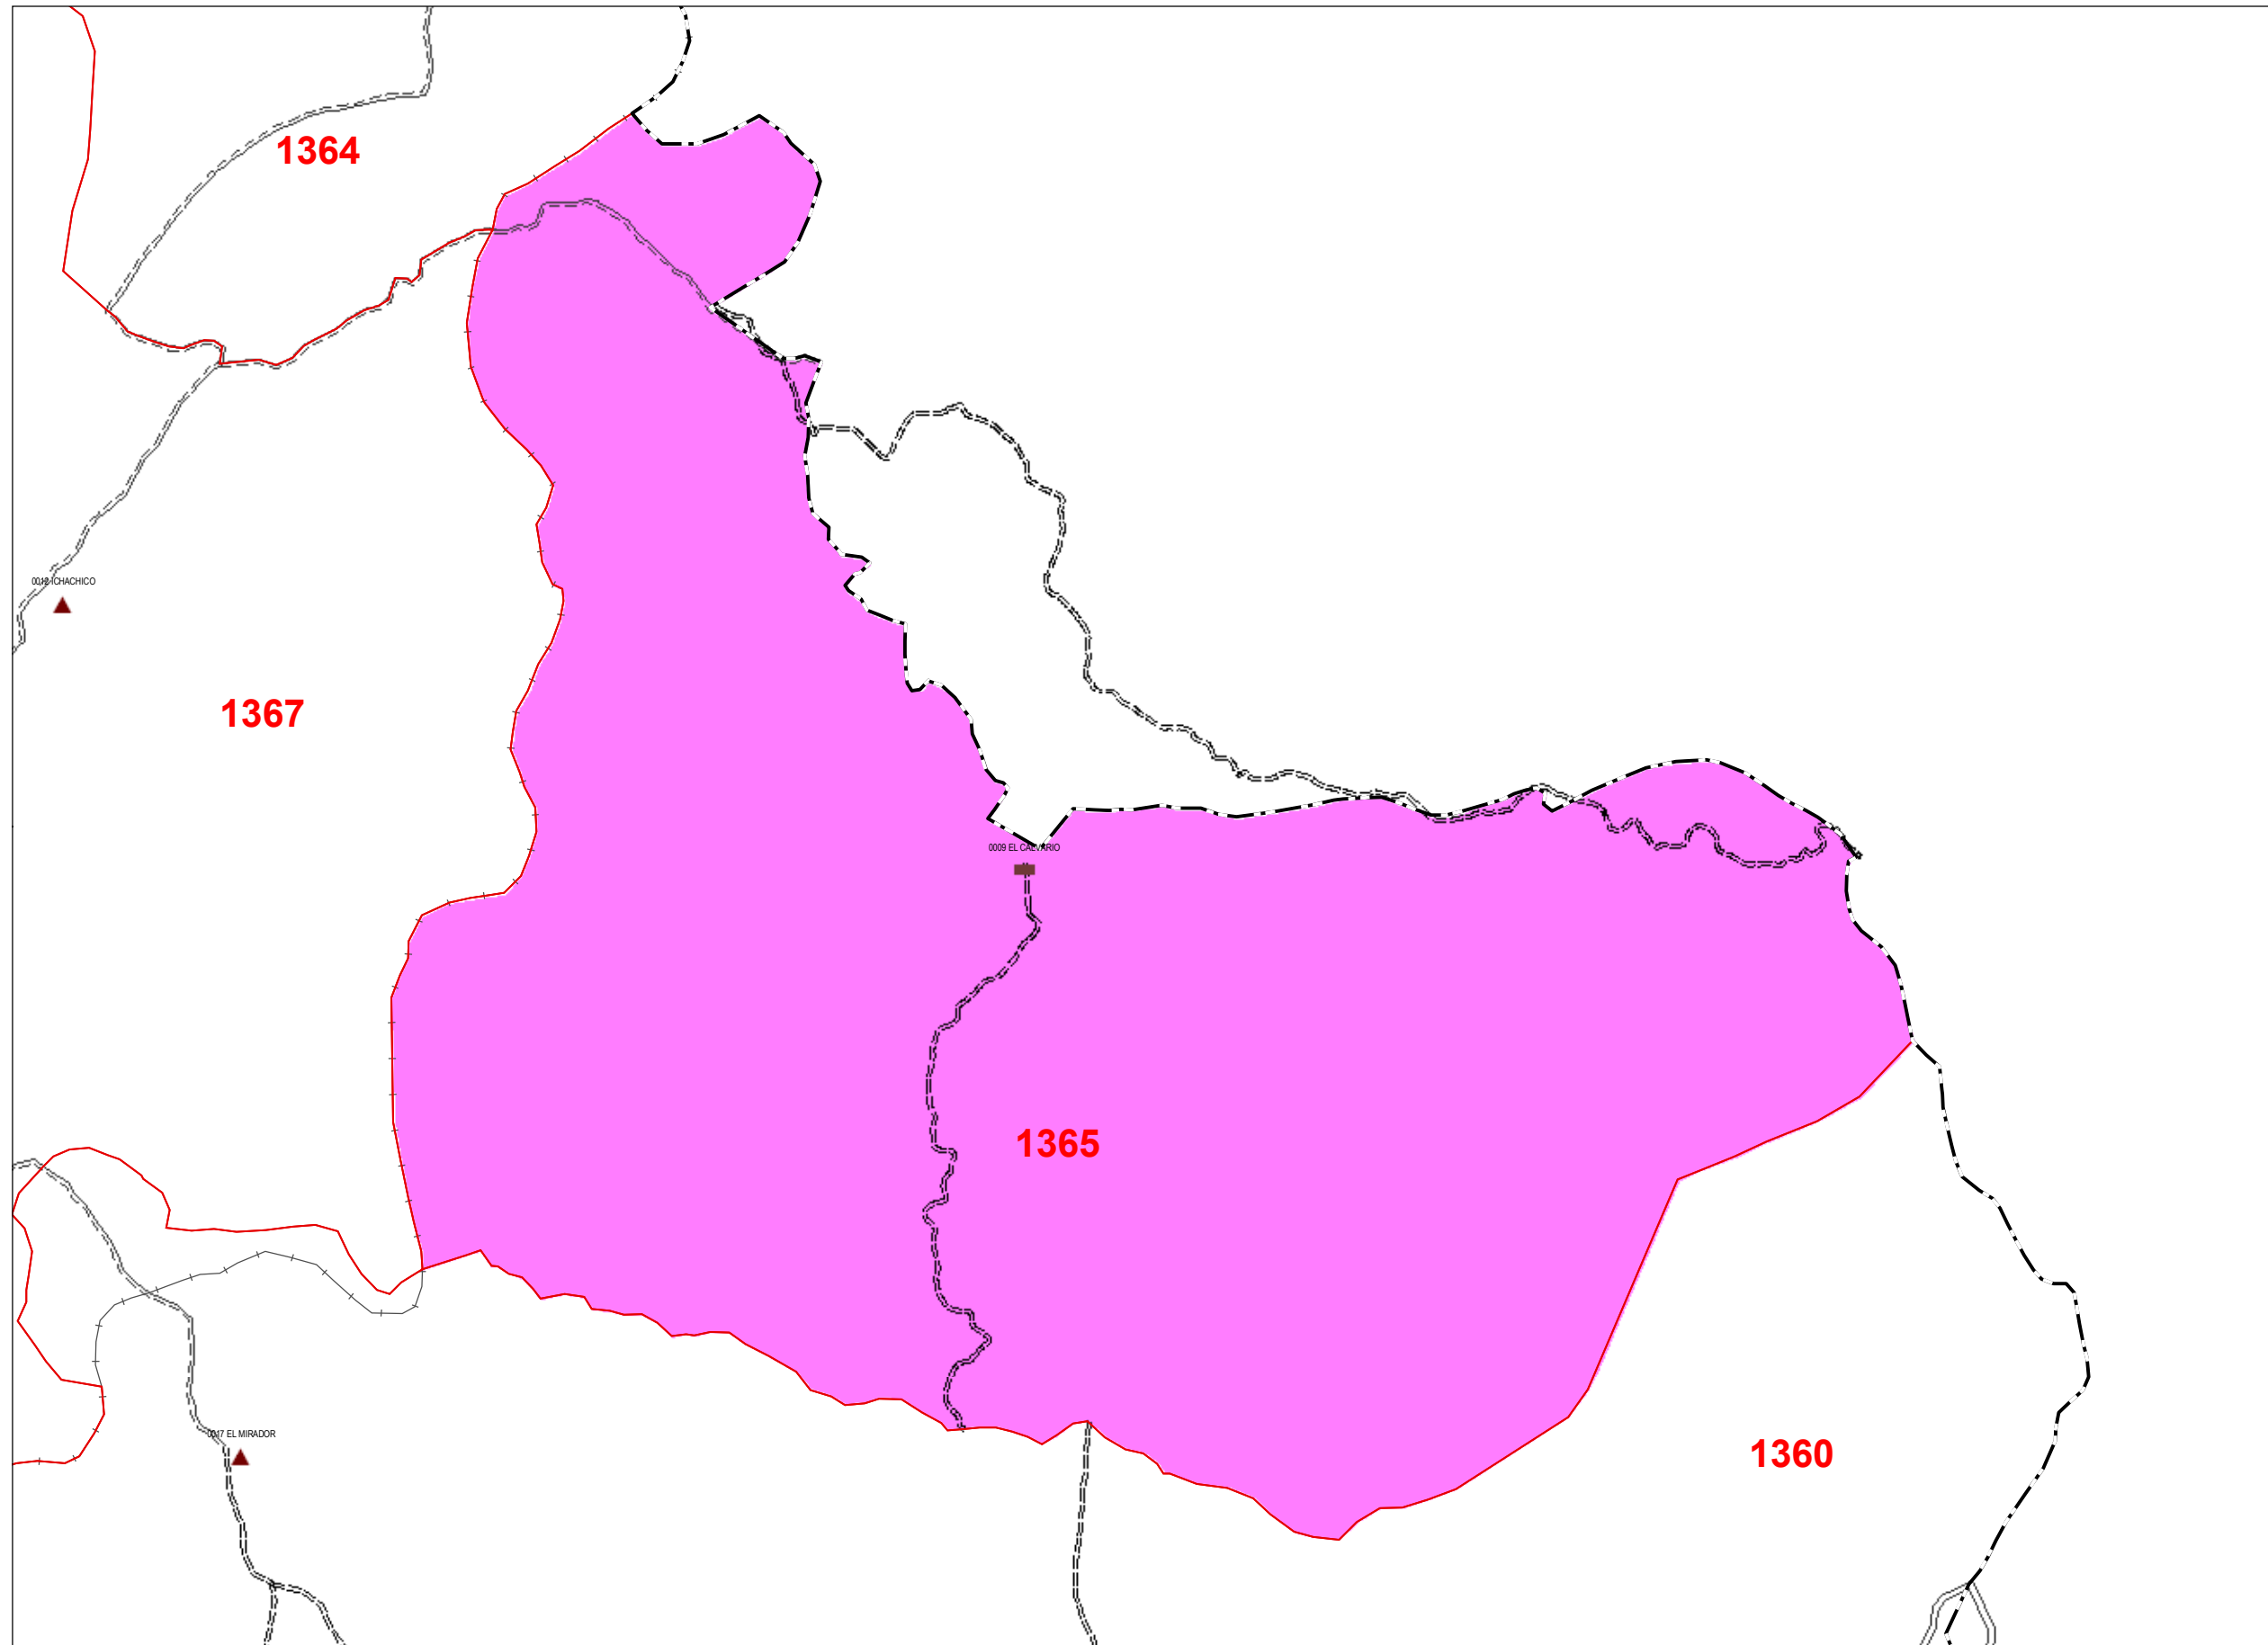 1364
0012 ICHACHICO
1367
0009 EL CALVARIO
1365
0017 EL MIRADOR
1360